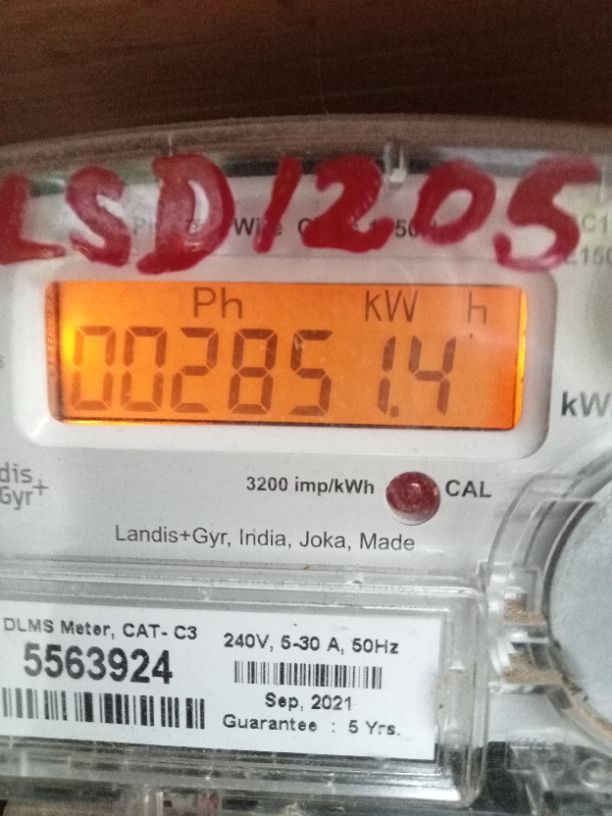 LSD1205
Ph kW h
002851.4
kW
dis
Gyr+
3200 imp/kWh CAL
Landis+Gyr, India, Joka, Made
DLMS Meter, CAT- C3
5563924
240V, 5-30 A, 50Hz
Sep, 2021
Guarantee : 5 Yrs.